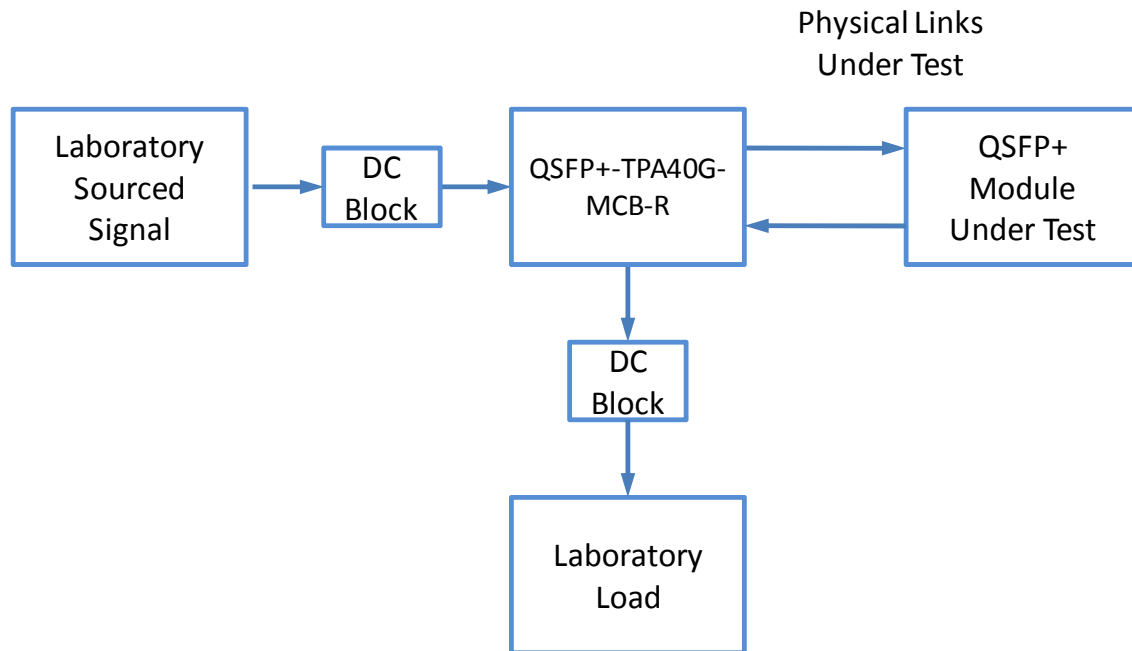 Physical Links
Under Test
Laboratory
Sourced
Signal
DC
Block
QSFP+-TPA40G-
MCB-R
QSFP+
Module
Under Test
DC
Block
Laboratory
Load